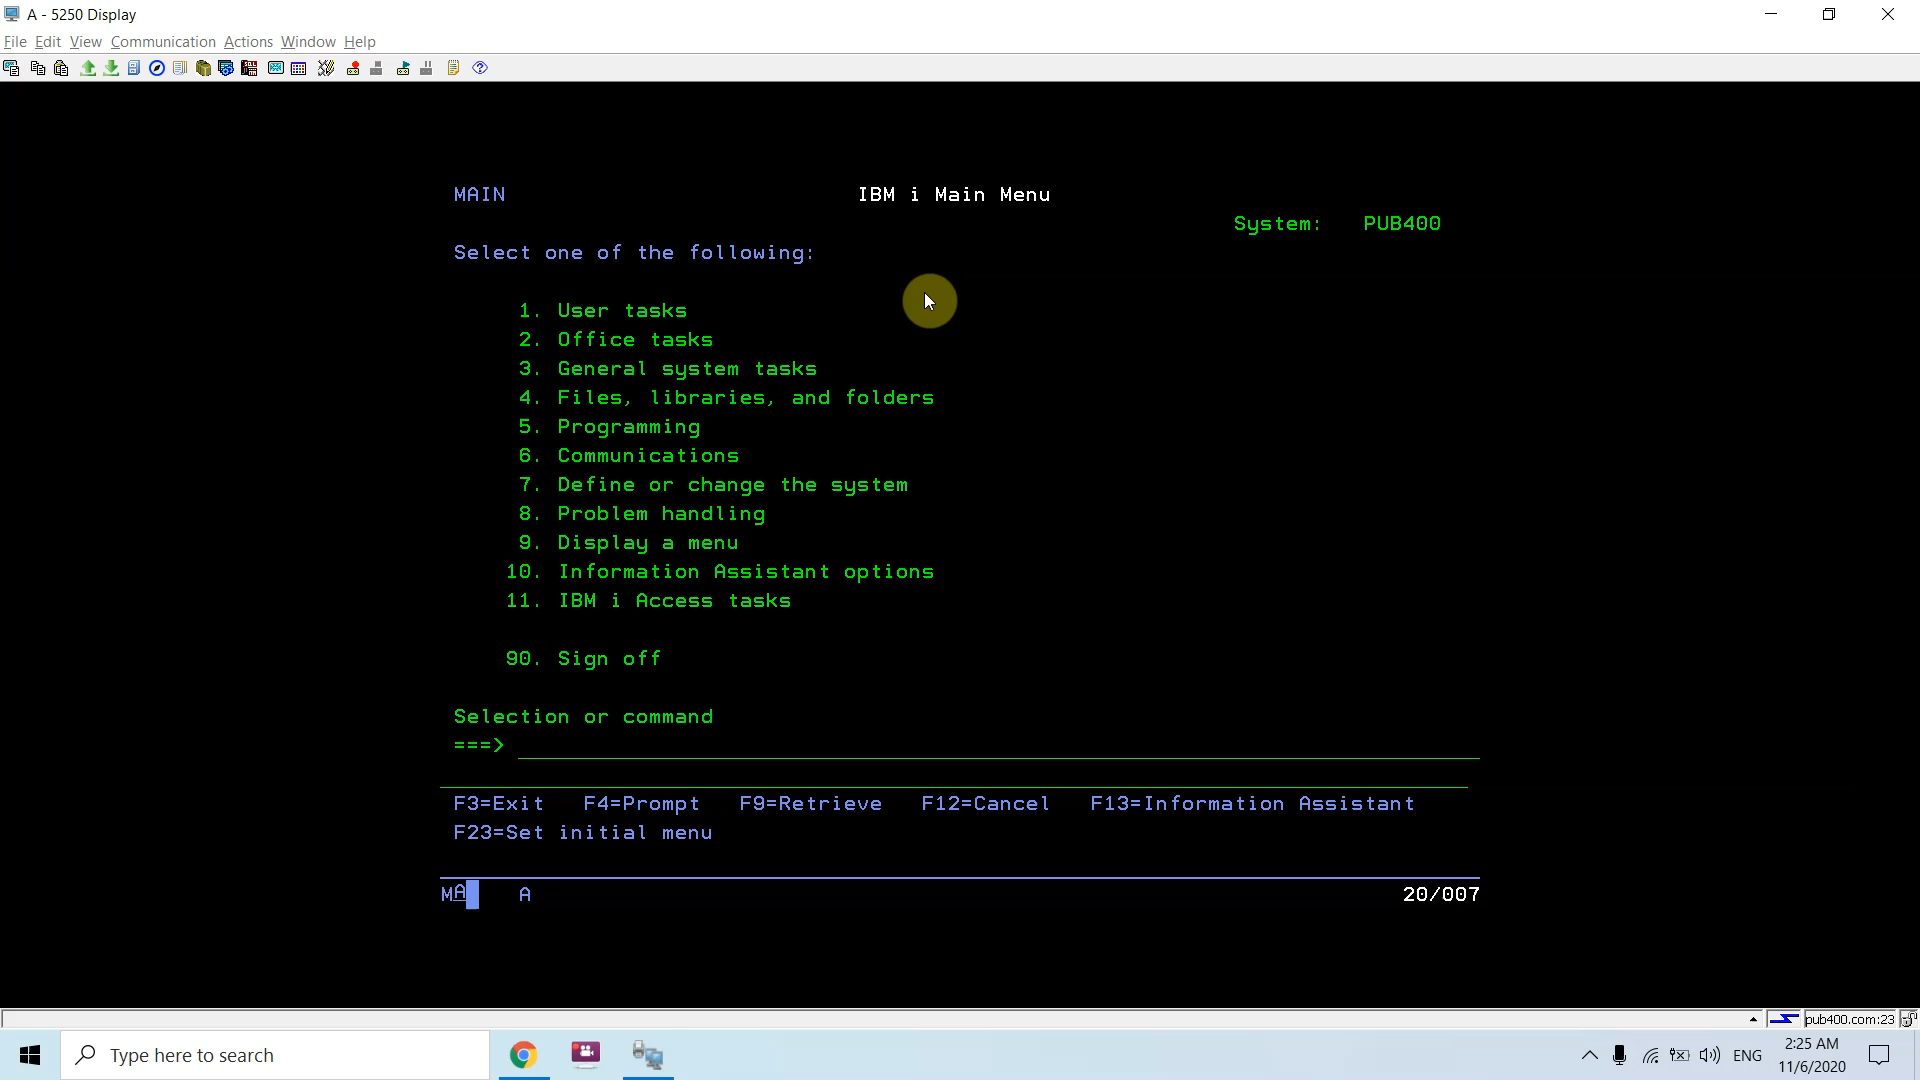 A - 5250 Display
File Edit View Communication Actions Window Help
MAIN IBM i Main Menu
System: PUB400
Select one of the following:
1. User tasks
2. Office tasks
3. General system tasks
4. Files, libraries, and folders
5. Programming
6. Communications
7. Define or change the system
8. Problem handling
9. Display a menu
10. Information Assistant options
11. IBM i Access tasks
90. Sign off
Selection or command
===>
F3=Exit F4=Prompt F9=Retrieve F12=Cancel F13=Information Assistant
F23=Set initial menu
MA A 20/007
pub400.com:23
Type here to search
ENG
2:25 AM
11/6/2020